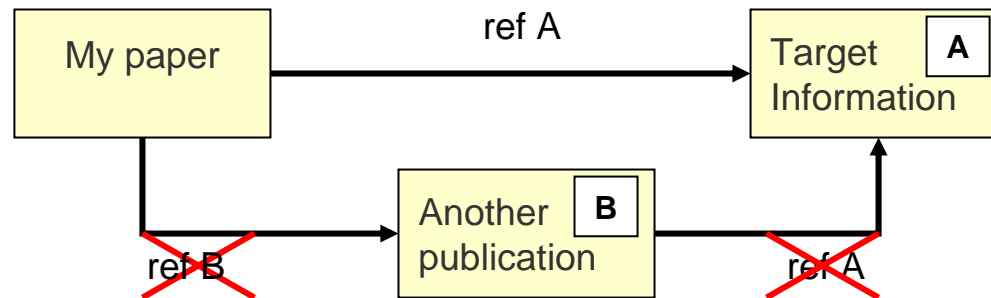 ref A
My paper
Target
Information
A
Another
publication
B
ref B
ref A